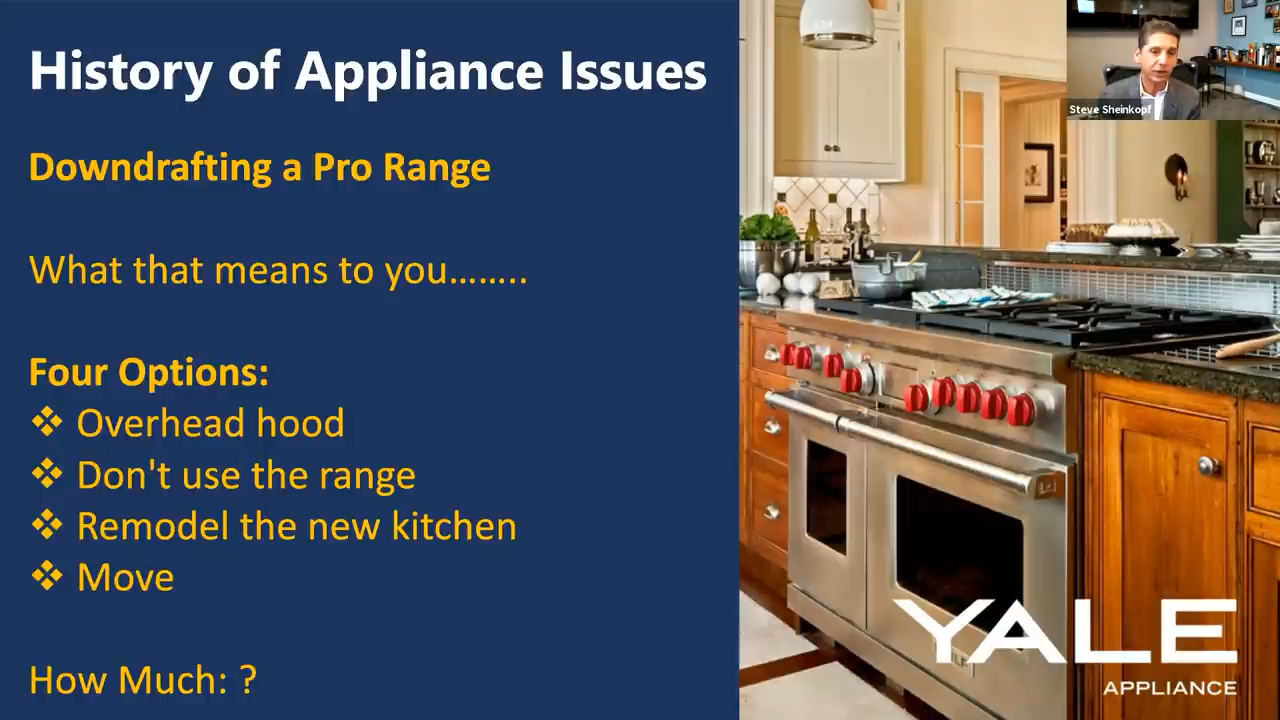 History of Appliance Issues
Downdrafting a Pro Range
What that means to you……..
Four Options:
❖ Overhead hood
❖ Don't use the range
❖ Remodel the new kitchen
❖ Move
How Much: ?
Steve Sheinkopf
WOLF
YALE
APPLIANCE